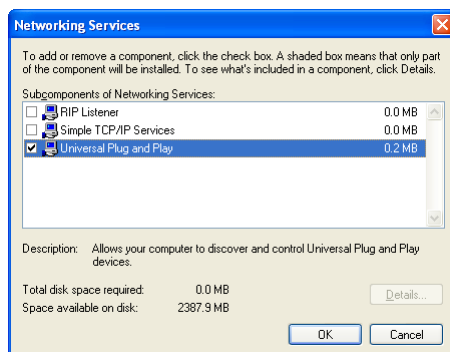 Networking Services
To add or remove a component, click the check box. A shaded box means that only part
of the component will be installed. To see what's included in a component, click Details.
Subcomponents of Networking Services:
RIP Listener 0.0 MB
Simple TCP/IP Services 0.0 MB
Universal Plug and Play 0.2 MB
Description: Allows your computer to discover and control Universal Plug and Play
devices.
Total disk space required: 0.0 MB
Space available on disk: 2387.9 MB
Details...
OK Cancel